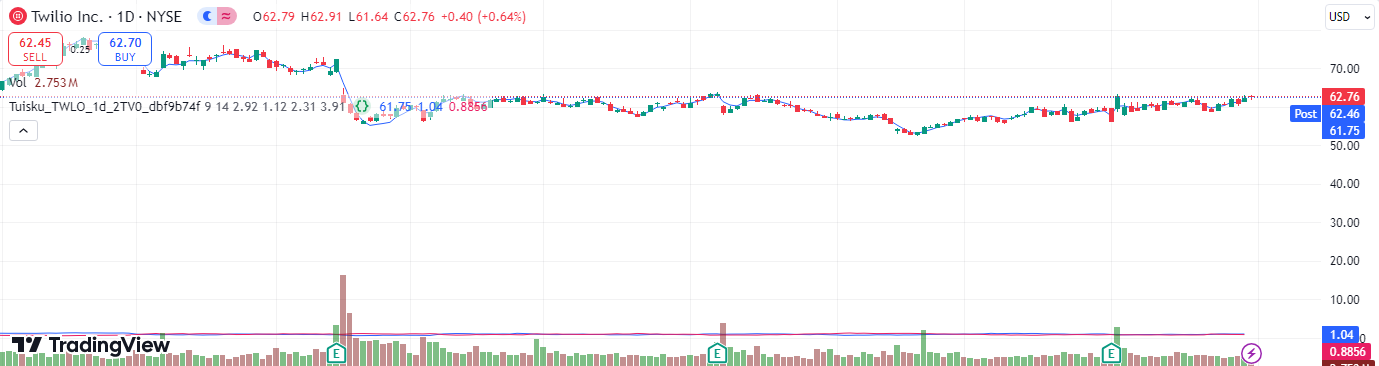 Twilio Inc. · 1D · NYSE O62.79 H62.91 L61.64 C62.76 +0.40 (+0.64%)
USD
62.45 SELL
0.25
62.70 BUY
Vol 2.753 M
Tuisku_TWLO_1d_2TV0_dbf9b74f 9 14 2.92 1.12 2.31 3.91 {} 61.75 1.04 0.8856
70.00
62.76
Post 62.46
61.75
50.00
40.00
30.00
20.00
10.00
1.04
0.8856
TradingView
E
E
E